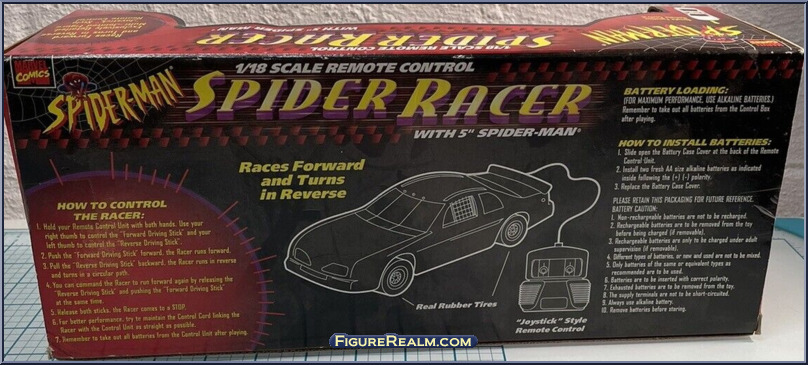 1/18 SCALE REMOTE CONTROL
SPIDER RACER
WITH 5" SPIDER-MAN
SPIDER-MAN
Races Forward
and Turns in Reverse
MARVEL
COMICS
SPIDER-MAN
1/18 SCALE REMOTE CONTROL
SPIDER RACER
WITH 5" SPIDER-MAN®
Races Forward
and Turns
in Reverse
HOW TO CONTROL
THE RACER:
1. Hold your Remote Control Unit with both hands. Use your
right thumb to control the "Forward Driving Stick" and your
left thumb to control the "Reverse Driving Stick".
2. Push the "Forward Driving Stick" forward, the Racer runs forward.
3. Pull the "Reverse Driving Stick" backward, the Racer runs in reverse
and turns in a circular path.
4. You can command the Racer to run forward again by releasing the
"Reverse Driving Stick" and pushing the "Forward Driving Stick"
at the same time.
5. Release both sticks, the Racer comes to a STOP.
6. For better performance, try to maintain the Control Cord linking the
Racer with the Control Unit as straight as possible.
7. Remember to take out all batteries from the Control Unit after playing.
Real Rubber Tires
"Joystick" Style
Remote Control
BATTERY LOADING:
(FOR MAXIMUM PERFORMANCE, USE ALKALINE BATTERIES.)
Remember to take out all batteries from the Control Box
after playing.
HOW TO INSTALL BATTERIES:
1. Slide open the Battery Case Cover at the back of the Remote
Control Unit.
2. Install two fresh AA size alkaline batteries as indicated
inside following the (+) (-) polarity.
3. Replace the Battery Case Cover.
PLEASE RETAIN THIS PACKAGING FOR FUTURE REFERENCE.
BATTERY CAUTION:
1. Non-rechargeable batteries are not to be recharged.
2. Rechargeable batteries are to be removed from the toy
before being charged (if removable).
3. Rechargeable batteries are only to be charged under adult
supervision (if removable).
4. Different types of batteries, or new and used are not to be mixed.
5. Only batteries of the same or equivalent types as
recommended are to be used.
6. Batteries are to be inserted with correct polarity.
7. Exhausted batteries are to be removed from the toy.
8. The supply terminals are not to be short-circuited.
9. Always use alkaline battery.
10. Remove batteries before storing.
FIGUREREALM.COM